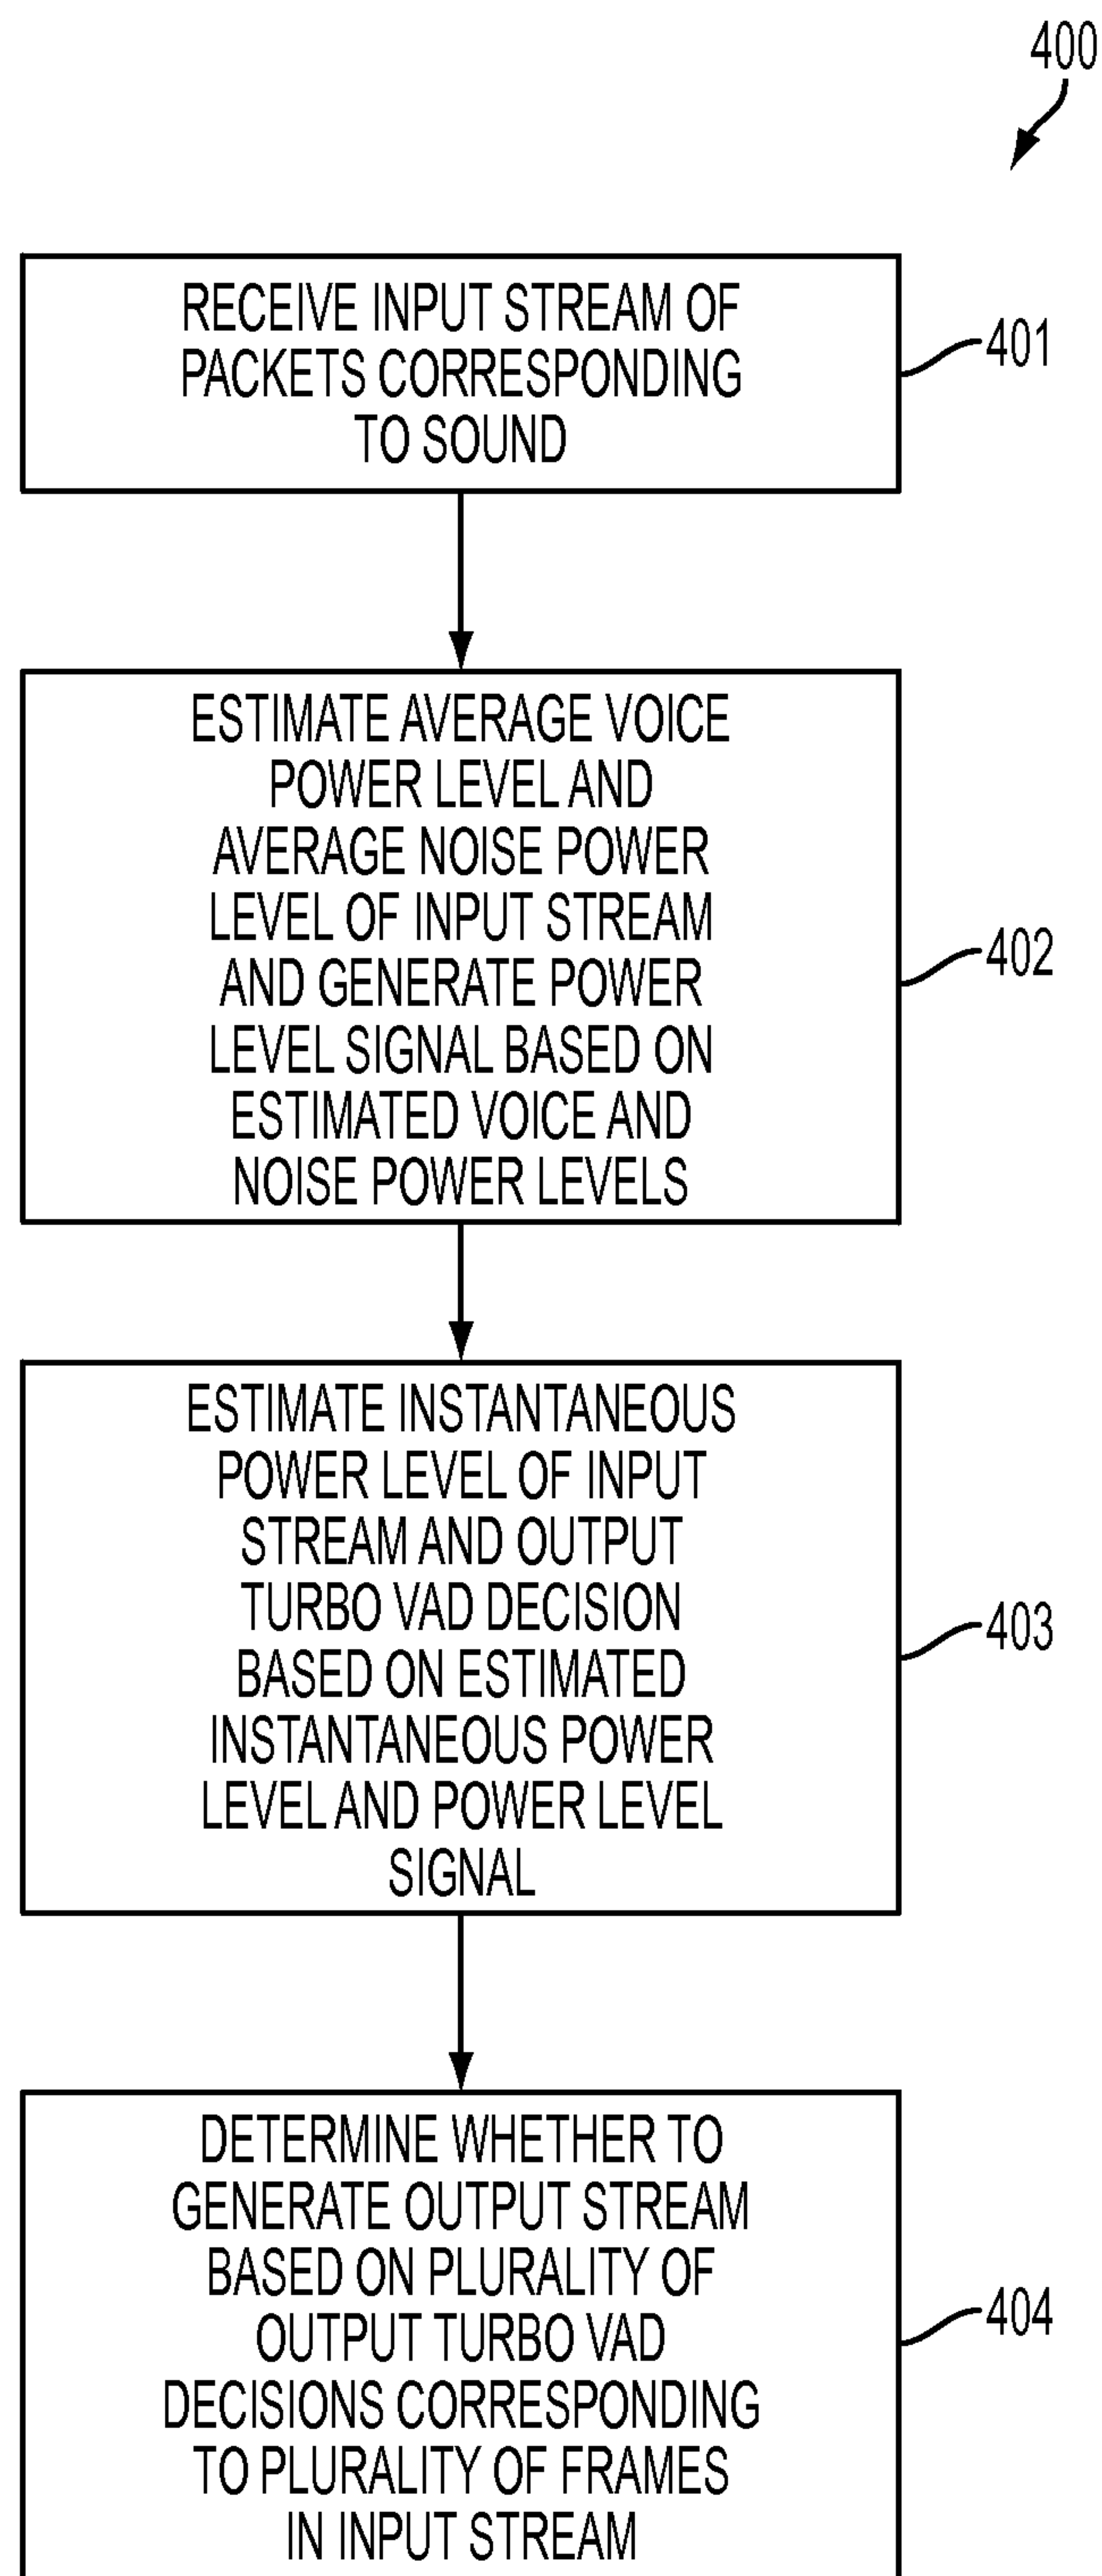 400
RECEIVE INPUT STREAM OF
PACKETS CORRESPONDING
TO SOUND
401
ESTIMATE AVERAGE VOICE
POWER LEVEL AND
AVERAGE NOISE POWER
LEVEL OF INPUT STREAM
AND GENERATE POWER
LEVEL SIGNAL BASED ON
ESTIMATED VOICE AND
NOISE POWER LEVELS
402
ESTIMATE INSTANTANEOUS
POWER LEVEL OF INPUT
STREAM AND OUTPUT
TURBO VAD DECISION
BASED ON ESTIMATED
INSTANTANEOUS POWER
LEVEL AND POWER LEVEL
SIGNAL
403
DETERMINE WHETHER TO
GENERATE OUTPUT STREAM
BASED ON PLURALITY OF
OUTPUT TURBO VAD
DECISIONS CORRESPONDING
TO PLURALITY OF FRAMES
IN INPUT STREAM
404